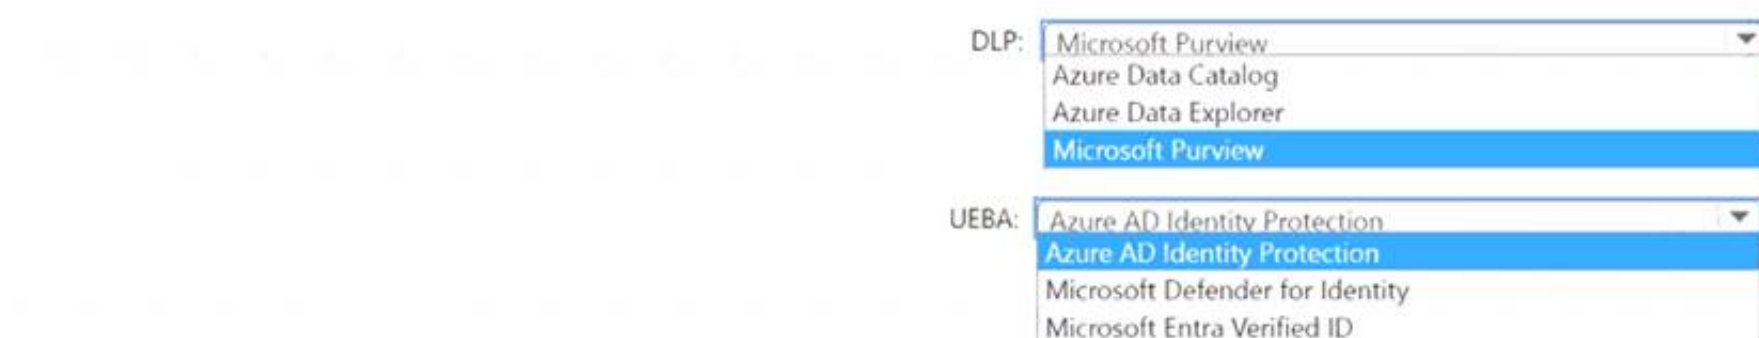 DLP: Microsoft Purview
Azure Data Catalog
Azure Data Explorer
Microsoft Purview
UEBA: Azure AD Identity Protection
Azure AD Identity Protection
Microsoft Defender for Identity
Microsoft Entra Verified ID